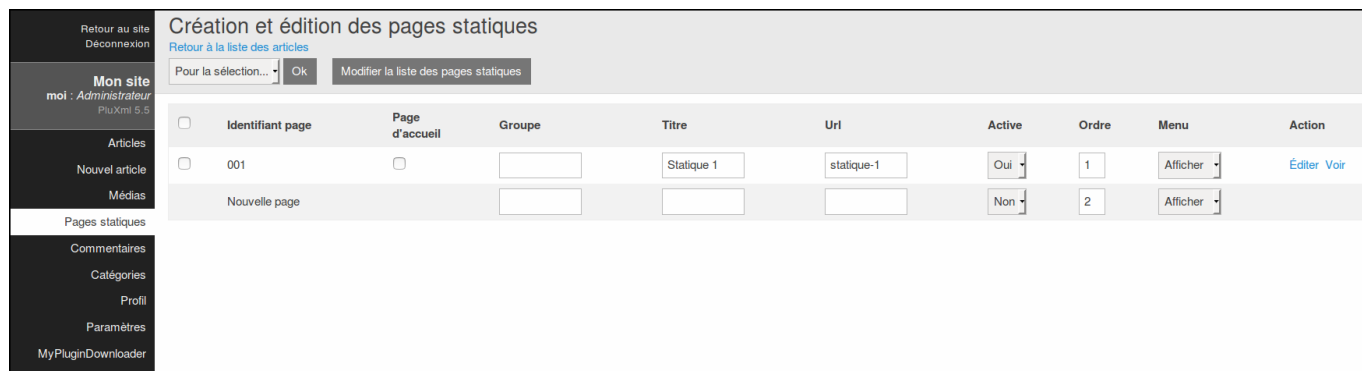 Retour au site
Déconnexion
Mon site
moi : Administrateur
PluXml 5.5
Articles
Nouvel article
Médias
Pages statiques
Commentaires
Catégories
Profil
Paramètres
MyPluginDownloader
Création et édition des pages statiques
Retour à la liste des articles
Pour la sélection... Ok Modifier la liste des pages statiques
Identifiant page Page d'accueil Groupe Titre Url Active Ordre Menu Action
001 Statique 1 statique-1 Oui 1 Afficher Éditer Voir
Nouvelle page Non 2 Afficher